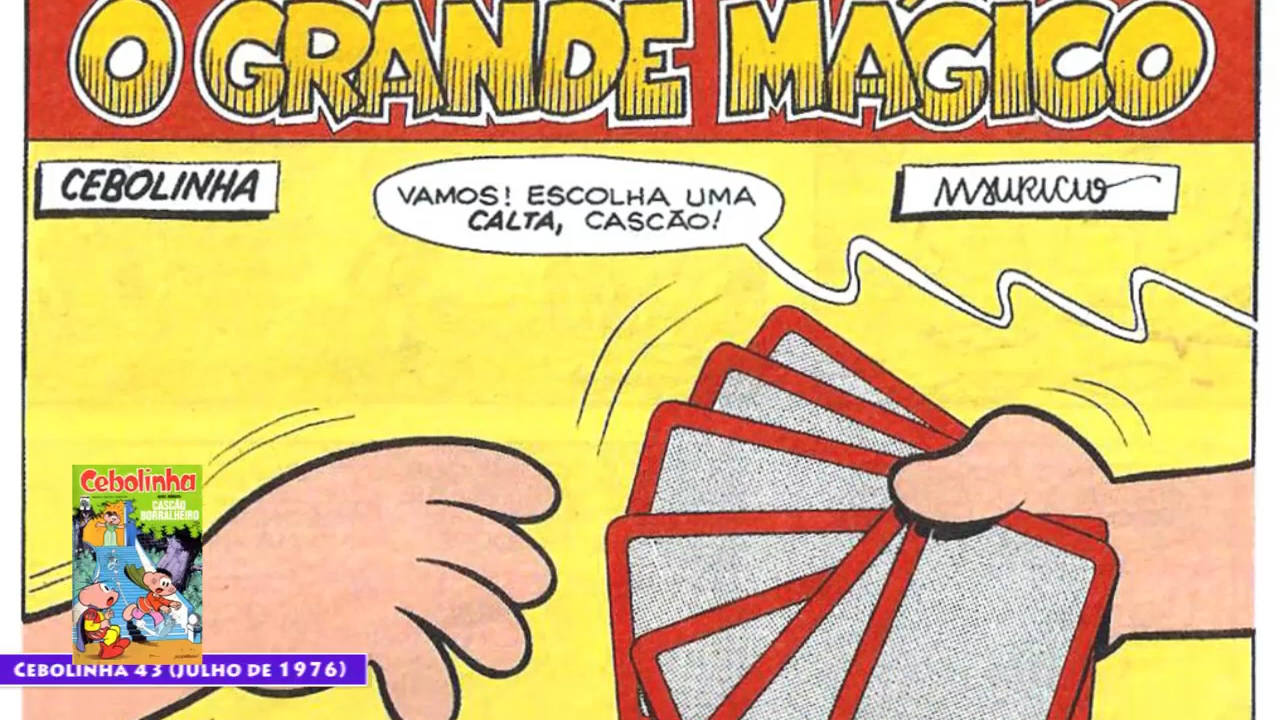 O GRANDE MÁGICO
CEBOLINHA
VAMOS! ESCOLHA UMA
CALTA, CASCÃO!
MAURICIO
Cebolinha
CASCÃO
BORRALHEIRO
CEBOLINHA 43 (JULHO DE 1976)